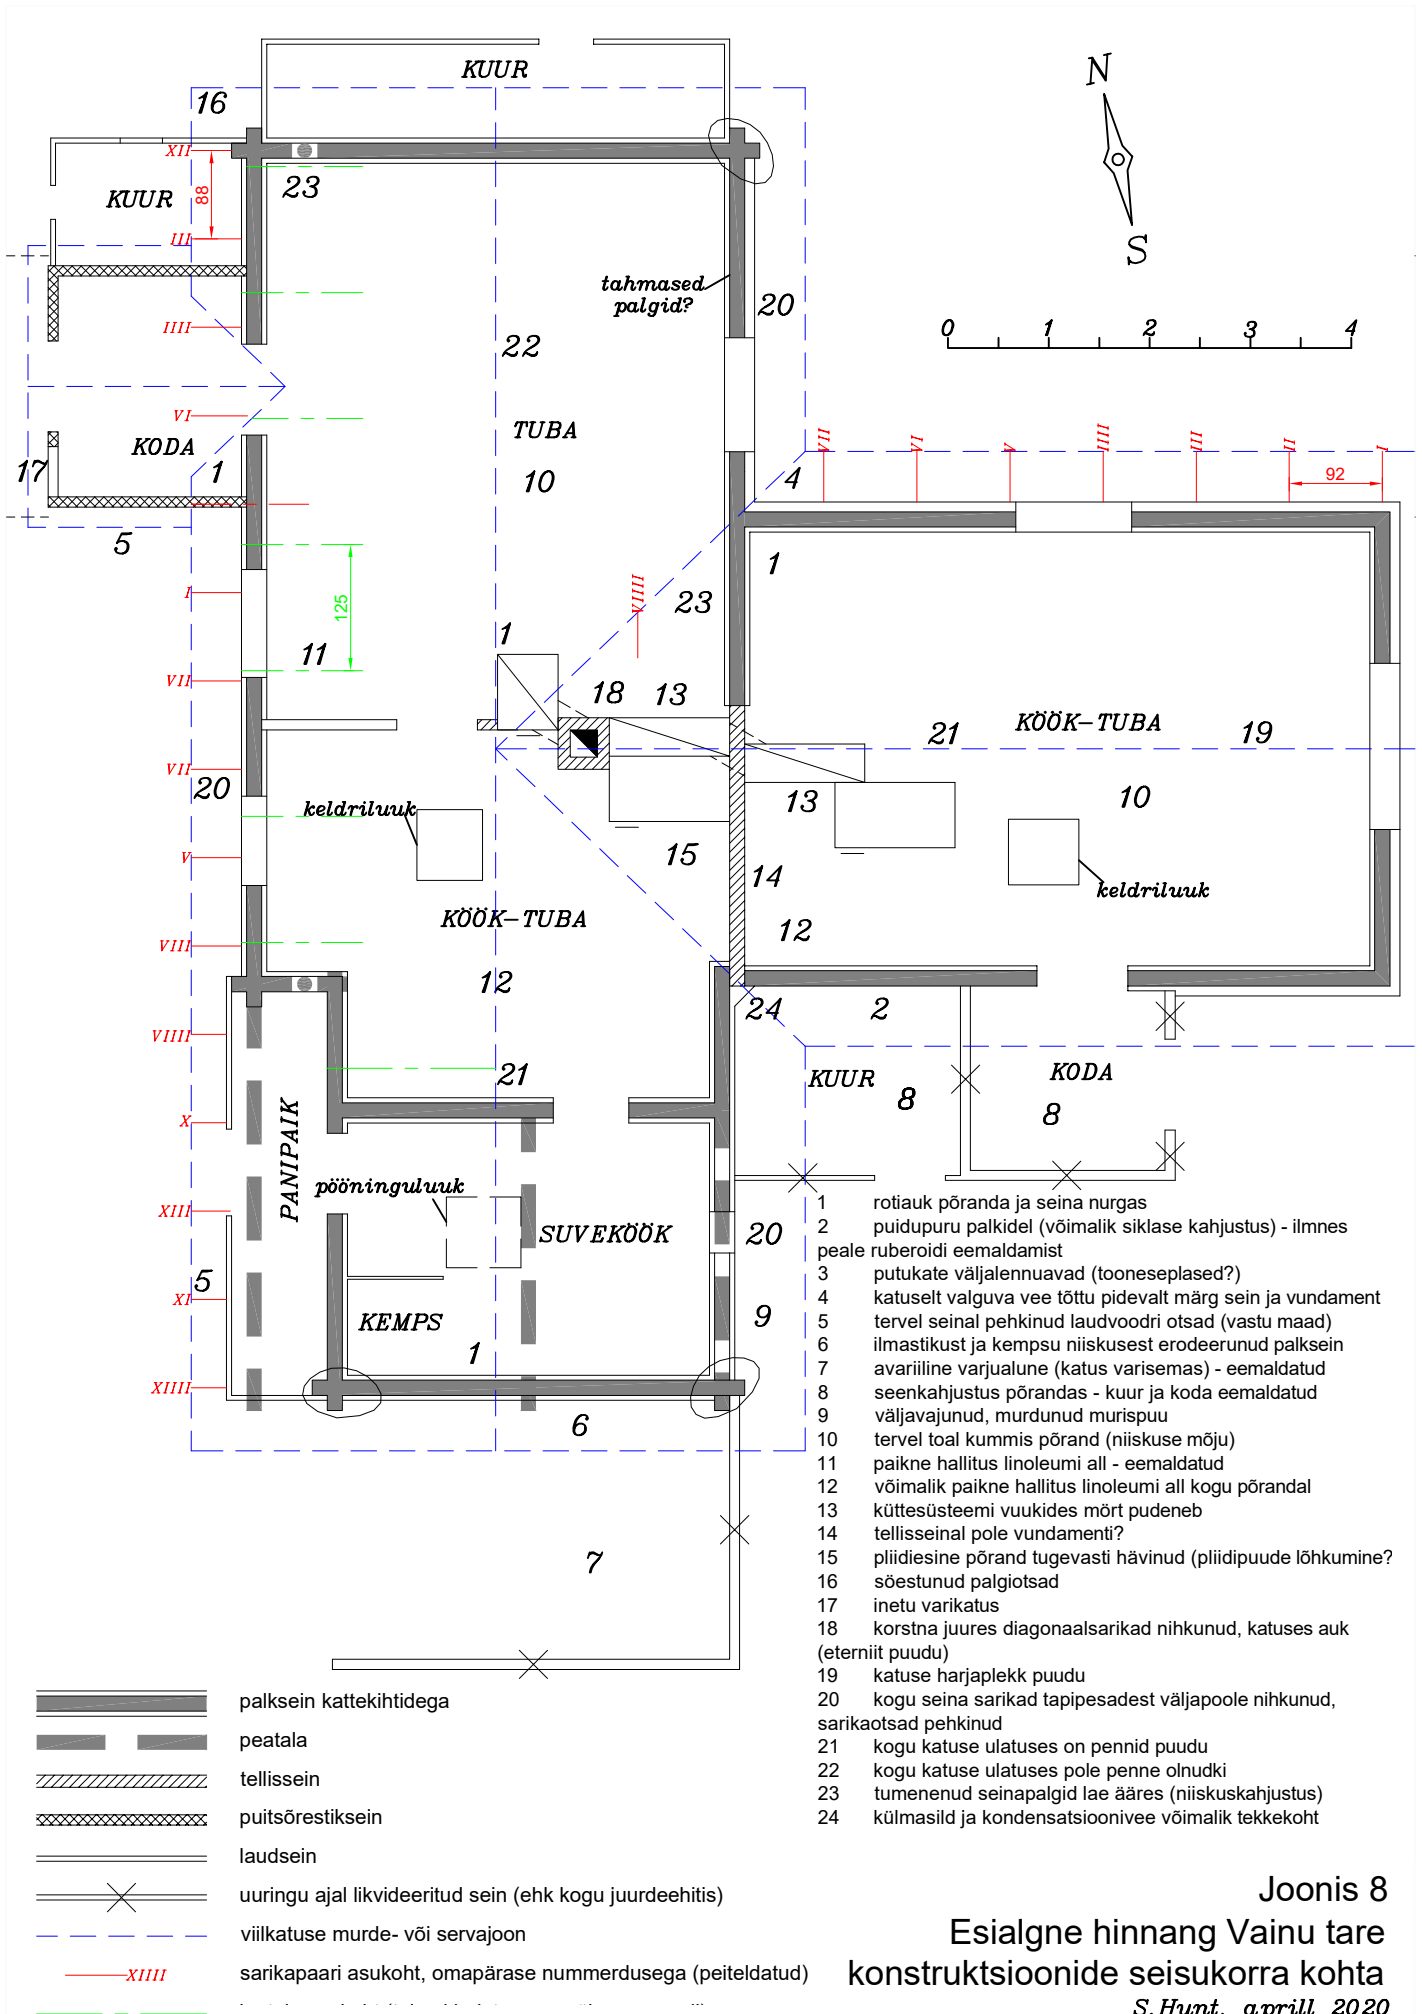 KUUR
N
16
XII
23
KUUR
88
III
S
tahmased
palgid?
20
0 1 2 3 4
IIII
22
VI
TUBA
KODA
17
1
10
4
VII
VI
V
IIII
III
II
I
92
5
1
I
125
VIIII
23
11
1
VII
18
13
21
KÖÖK-TUBA
19
VII
20
keldriluuk
13
10
V
15
14
keldriluuk
KÖÖK-TUBA
12
VIII
12
24
2
VIIII
21
KUUR
8
KODA
8
X
PANIPAIK
pööninguluuk
XIII
SUVEKÖÖK
20
5
XI
KEMPS
9
1
XIIII
6
7
1 rotiauk põranda ja seina nurgas
2 puidupuru palkidel (võimalik siklase kahjustus) - ilmnes
peale ruberoidi eemaldamist
3 putukate väljalennuavad (tooneseplased?)
4 katuselt valguva vee tõttu pidevalt märg sein ja vundament
5 tervel seinal pehkinud laudvoodri otsad (vastu maad)
6 ilmastikust ja kempsu niiskusest erodeerunud palksein
7 avariiline varjualune (katus varisemas) - eemaldatud
8 seenkahjustus põrandas - kuur ja koda eemaldatud
9 väljavajunud, murdunud murispuu
10 tervel toal kummis põrand (niiskuse mõju)
11 paikne hallitus linoleumi all - eemaldatud
12 võimalik paikne hallitus linoleumi all kogu põrandal
13 küttesüsteemi vuukides mört pudeneb
14 tellisseinal pole vundamenti?
15 pliidiesine põrand tugevasti hävinud (pliidipuude lõhkumine?
16 söestunud palgiotsad
17 inetu varikatus
18 korstna juures diagonaalsarikad nihkunud, katuses auk
(eterniit puudu)
19 katuse harjaplekk puudu
20 kogu seina sarikad tapipesadest väljapoole nihkunud,
sarikaotsad pehkinud
21 kogu katuse ulatuses on pennid puudu
22 kogu katuse ulatuses pole penne olnudki
23 tumenenud seinapalgid lae ääres (niiskuskahjustus)
24 külmasild ja kondensatsioonivee võimalik tekkekoht
palksein kattekihtidega
peatala
tellissein
puitsõrestiksein
laudsein
uuringu ajal likvideeritud sein (ehk kogu juurdeehitis)
viilkatuse murde- või servajoon
XIIII sarikapaari asukoht, omapärase nummerdusega (peiteldatud)
Joonis 8
Esialgne hinnang Vainu tare
konstruktsioonide seisukorra kohta
S.Hunt, aprill 2020